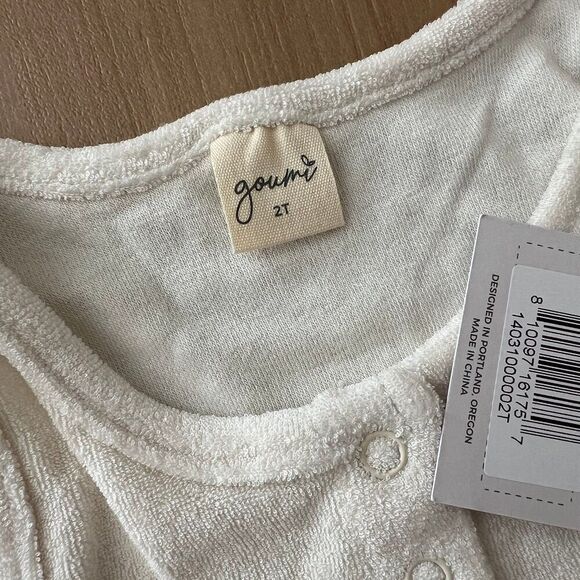 goumi
2T
DESIGNED IN PORTLAND, OREGON
MADE IN CHINA
8 10097 16175 7
14031000002T